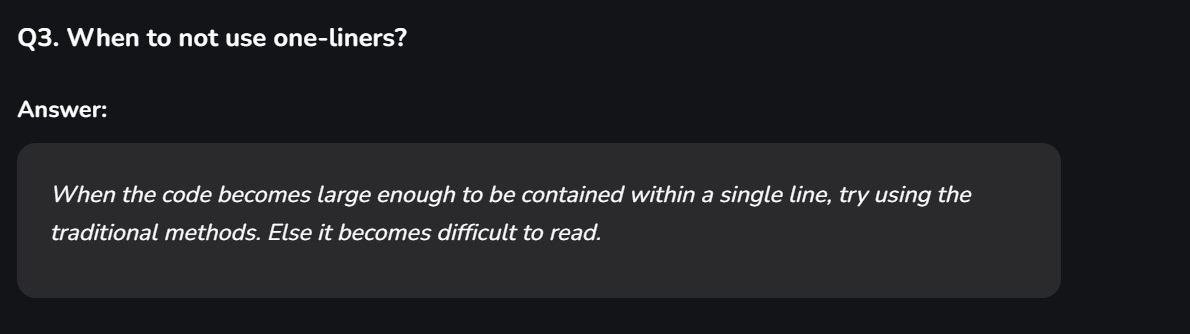 Q3. When to not use one-liners?
Answer:
When the code becomes large enough to be contained within a single line, try using the
traditional methods. Else it becomes difficult to read.